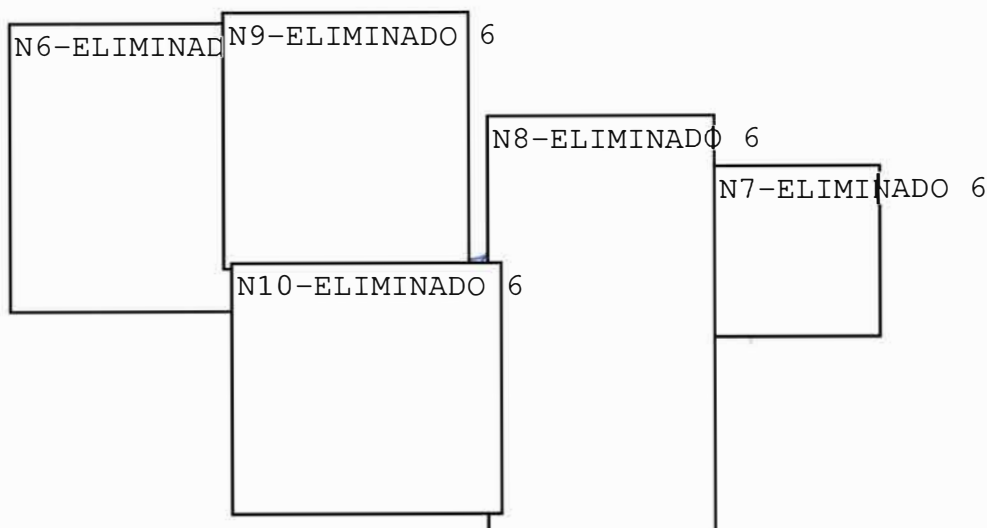 N6-ELIMINAD
N9-ELIMINADO 6
N8-ELIMINADO 6
N7-ELIMINADO 6
N10-ELIMINADO 6